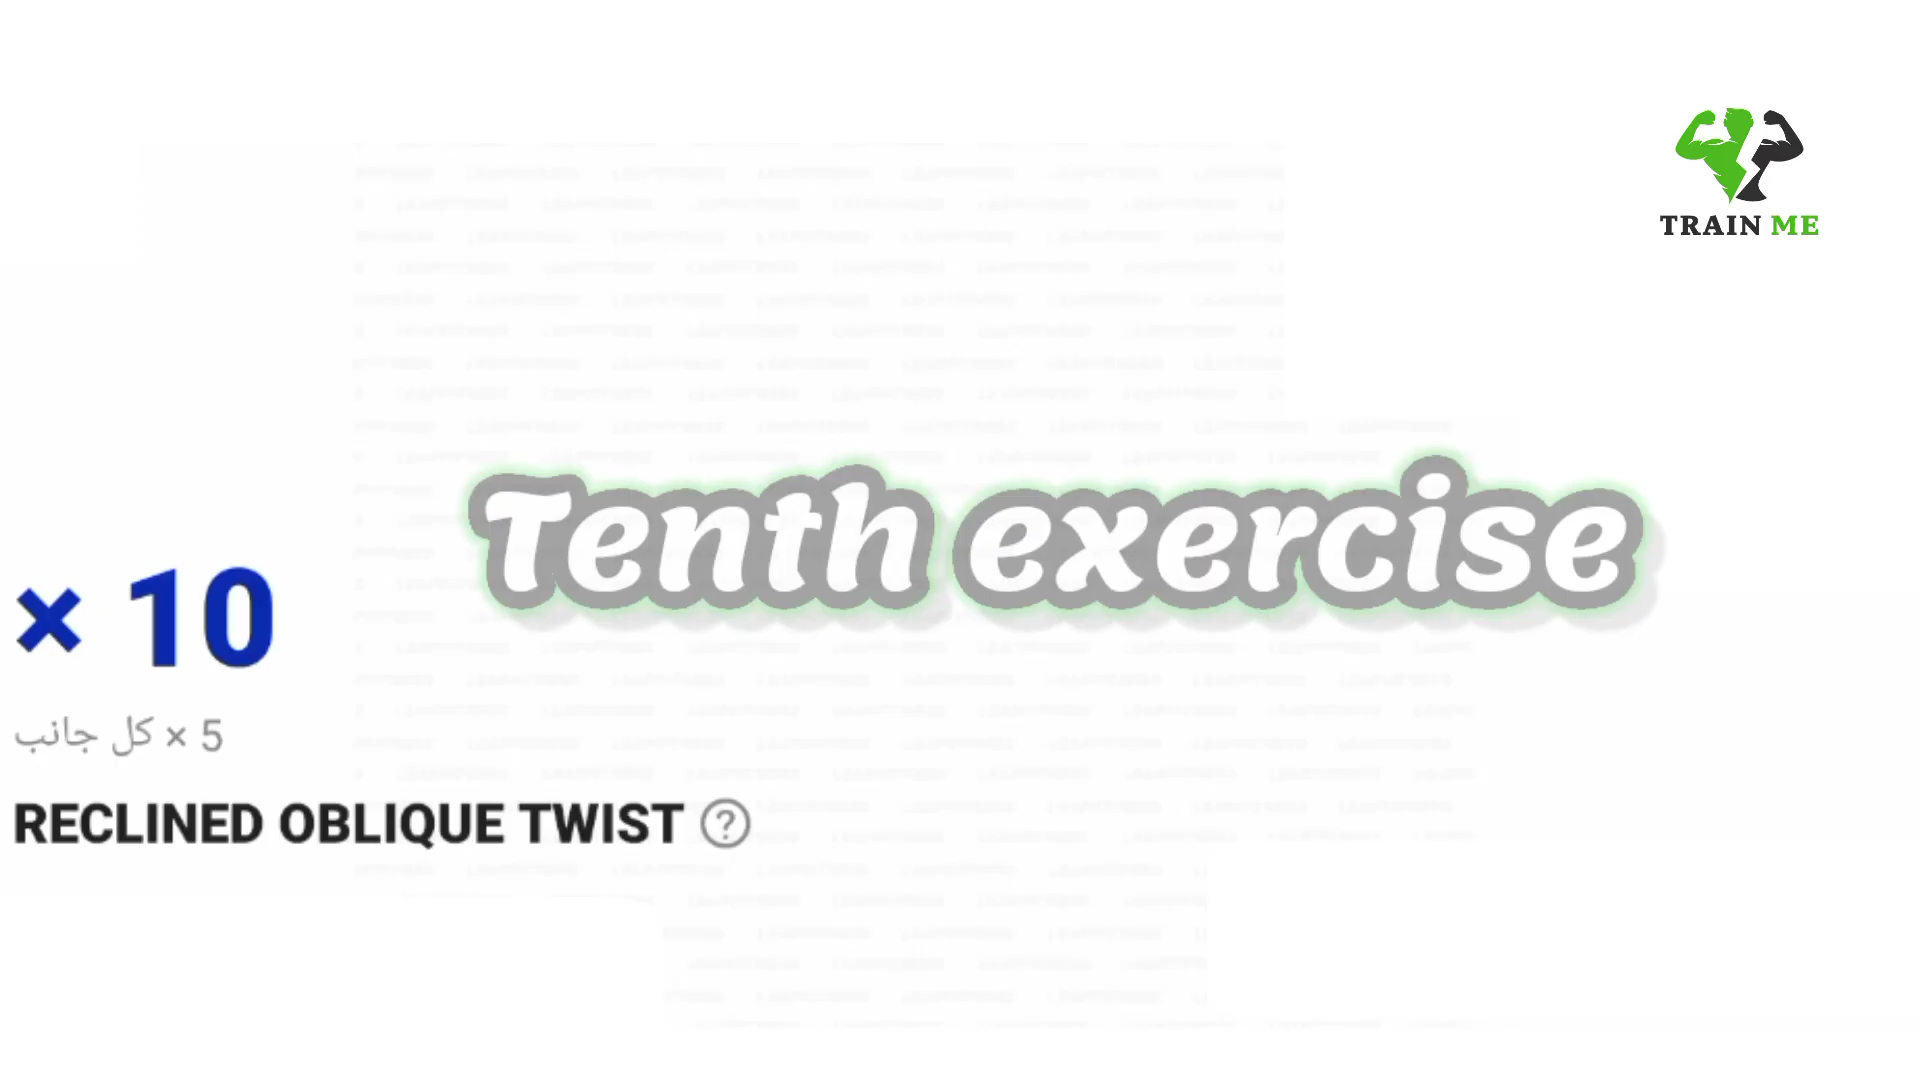 TRAIN ME
Tenth exercise
× 10
5 × كل جانب
RECLINED OBLIQUE TWIST ?